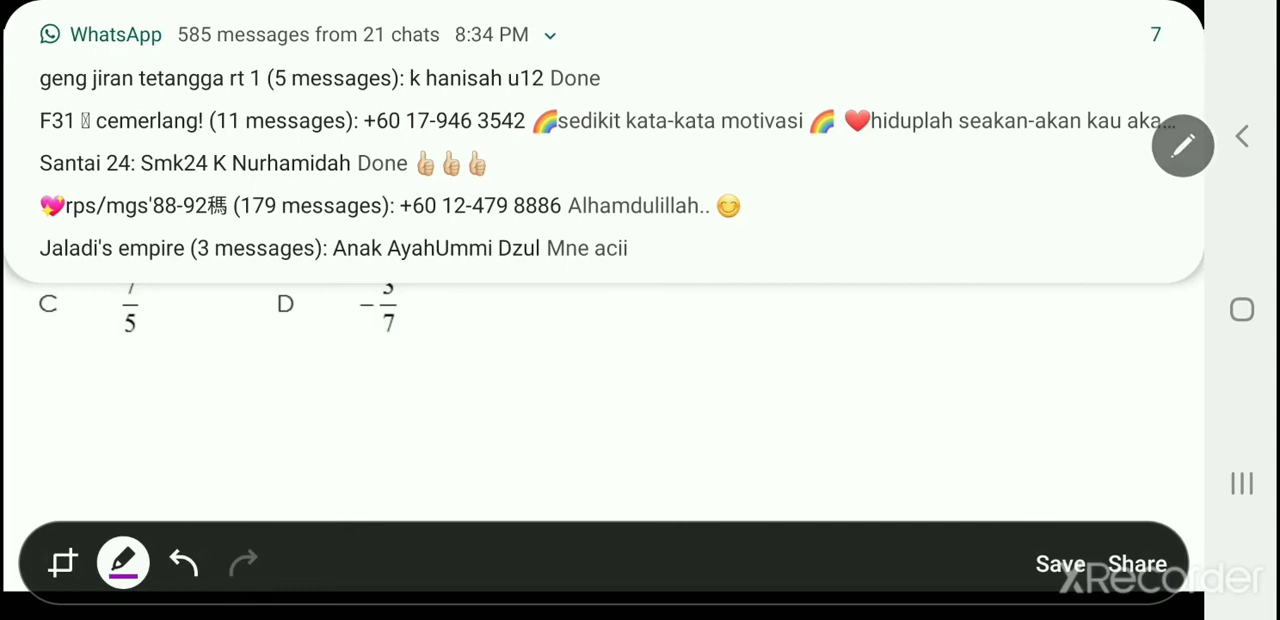 WhatsApp 585 messages from 21 chats 8:34 PM 7
geng jiran tetangga rt 1 (5 messages): k hanisah u12 Done
F31 cemerlang! (11 messages): +60 17-946 3542 🌈sedikit kata-kata motivasi 🌈 ❤️hiduplah seakan-akan kau aka...
Santai 24: Smk24 K Nurhamidah Done 👍🏼👍🏼👍🏼
💖rps/mgs'88-92禡 (179 messages): +60 12-479 8886 Alhamdulillah.. 😊
Jaladi's empire (3 messages): Anak AyahUmmi Dzul Mne acii
C 7/5 D -3/7
Save Share
XRecorder